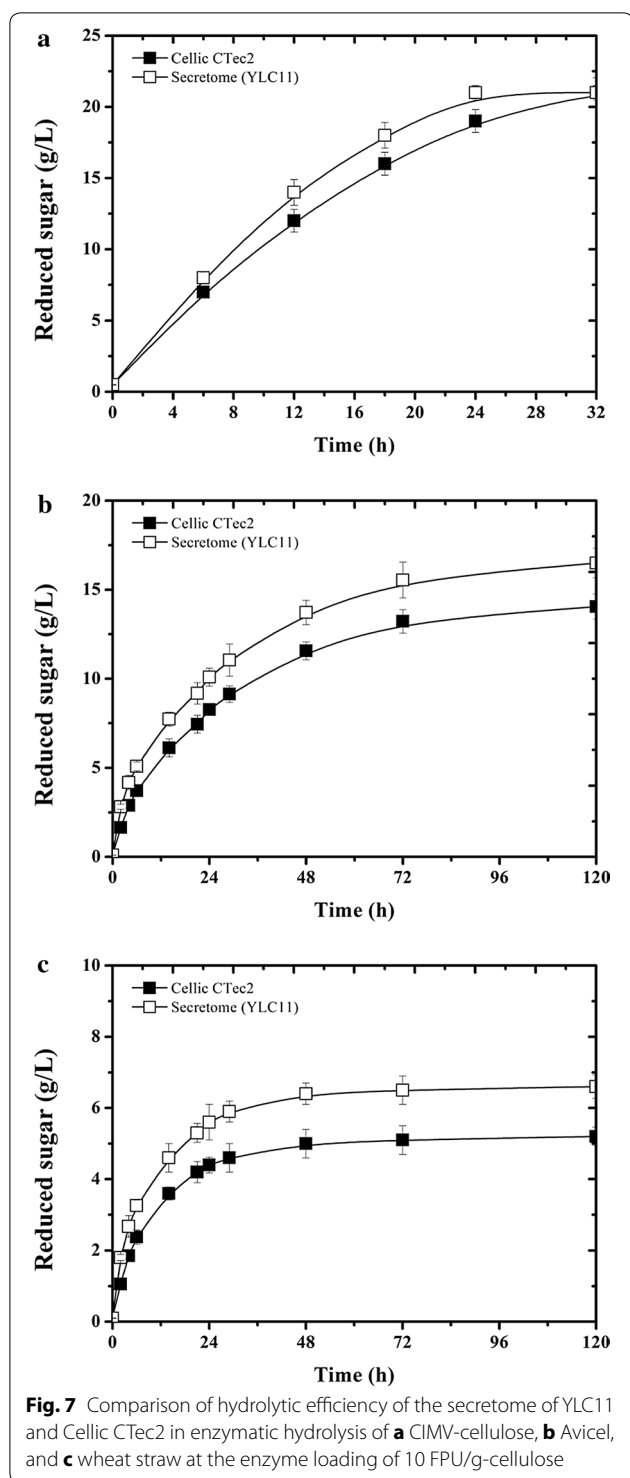 a
25
20
15
10
5
0
Reduced sugar (g/L)
Cellic CTec2
Secretome (YLC11)
0 4 8 12 16 20 24 28 32
Time (h)
b
20
15
10
5
0
Reduced sugar (g/L)
Cellic CTec2
Secretome (YLC11)
0 24 48 72 96 120
Time (h)
c
10
8
6
4
2
0
Reduced sugar (g/L)
Cellic CTec2
Secretome (YLC11)
0 24 48 72 96 120
Time (h)
Fig. 7 Comparison of hydrolytic efficiency of the secretome of YLC11
and Cellic CTec2 in enzymatic hydrolysis of a CIMV-cellulose, b Avicel,
and c wheat straw at the enzyme loading of 10 FPU/g-cellulose